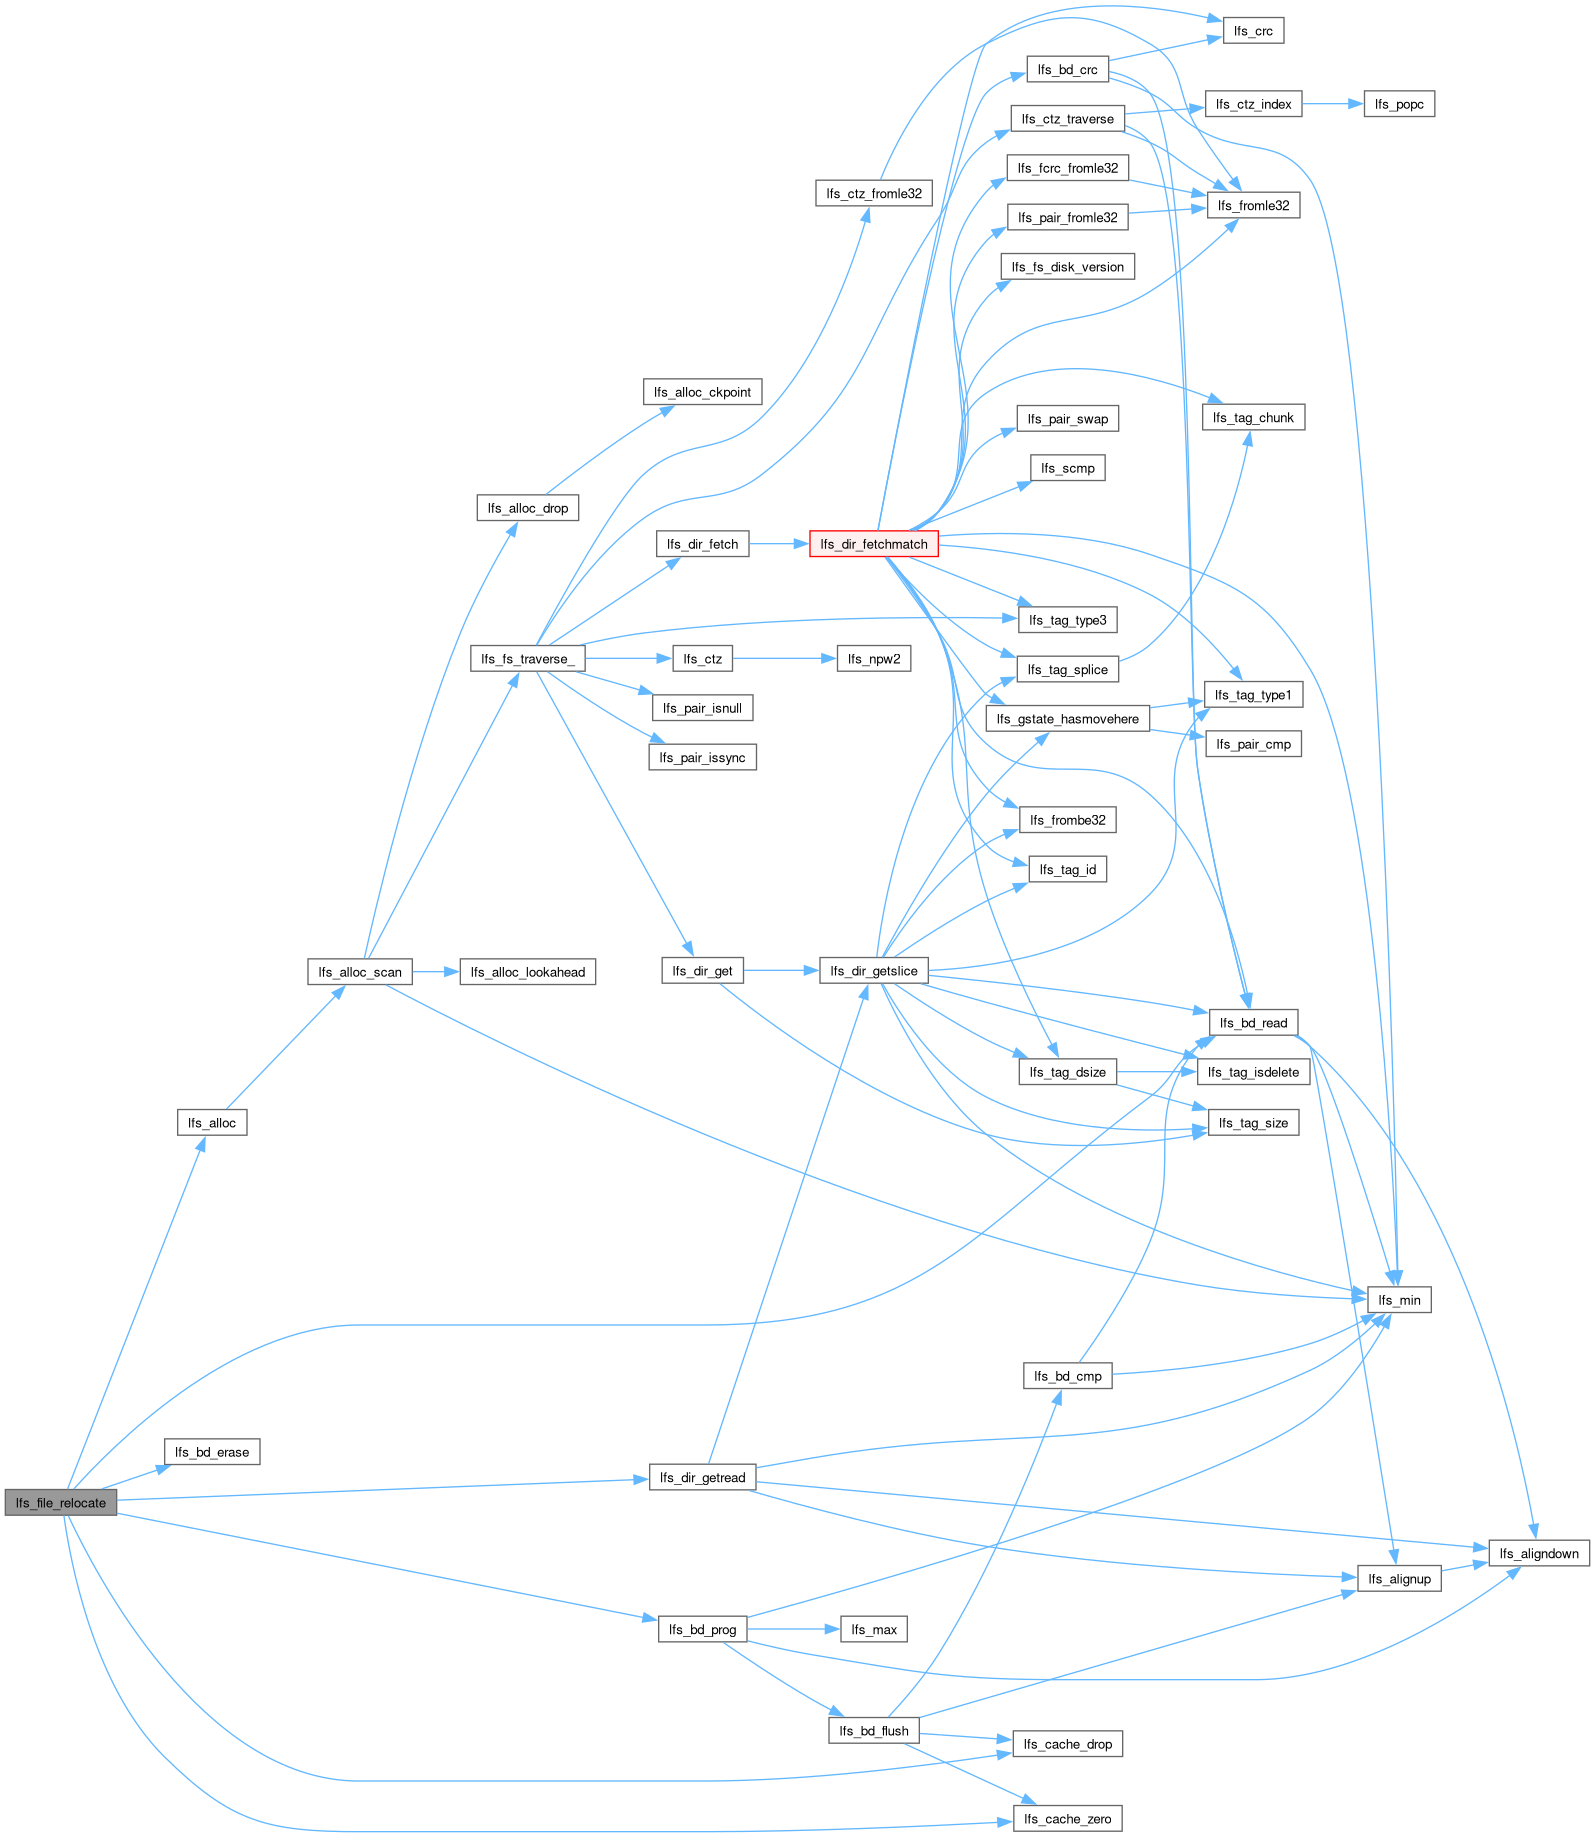 lfs_crc
lfs_bd_crc
lfs_ctz_index
lfs_popc
lfs_ctz_traverse
lfs_fcrc_fromle32
lfs_ctz_fromle32
lfs_fromle32
lfs_pair_fromle32
lfs_fs_disk_version
lfs_alloc_ckpoint
lfs_pair_swap
lfs_tag_chunk
lfs_scmp
lfs_alloc_drop
lfs_dir_fetch
lfs_dir_fetchmatch
lfs_tag_type3
lfs_fs_traverse_
lfs_ctz
lfs_npw2
lfs_tag_splice
lfs_pair_isnull
lfs_tag_type1
lfs_gstate_hasmovehere
lfs_pair_issync
lfs_pair_cmp
lfs_frombe32
lfs_tag_id
lfs_alloc_scan
lfs_alloc_lookahead
lfs_dir_get
lfs_dir_getslice
lfs_bd_read
lfs_tag_dsize
lfs_tag_isdelete
lfs_alloc
lfs_tag_size
lfs_min
lfs_bd_cmp
lfs_bd_erase
lfs_dir_getread
lfs_file_relocate
lfs_aligndown
lfs_alignup
lfs_bd_prog
lfs_max
lfs_bd_flush
lfs_cache_drop
lfs_cache_zero